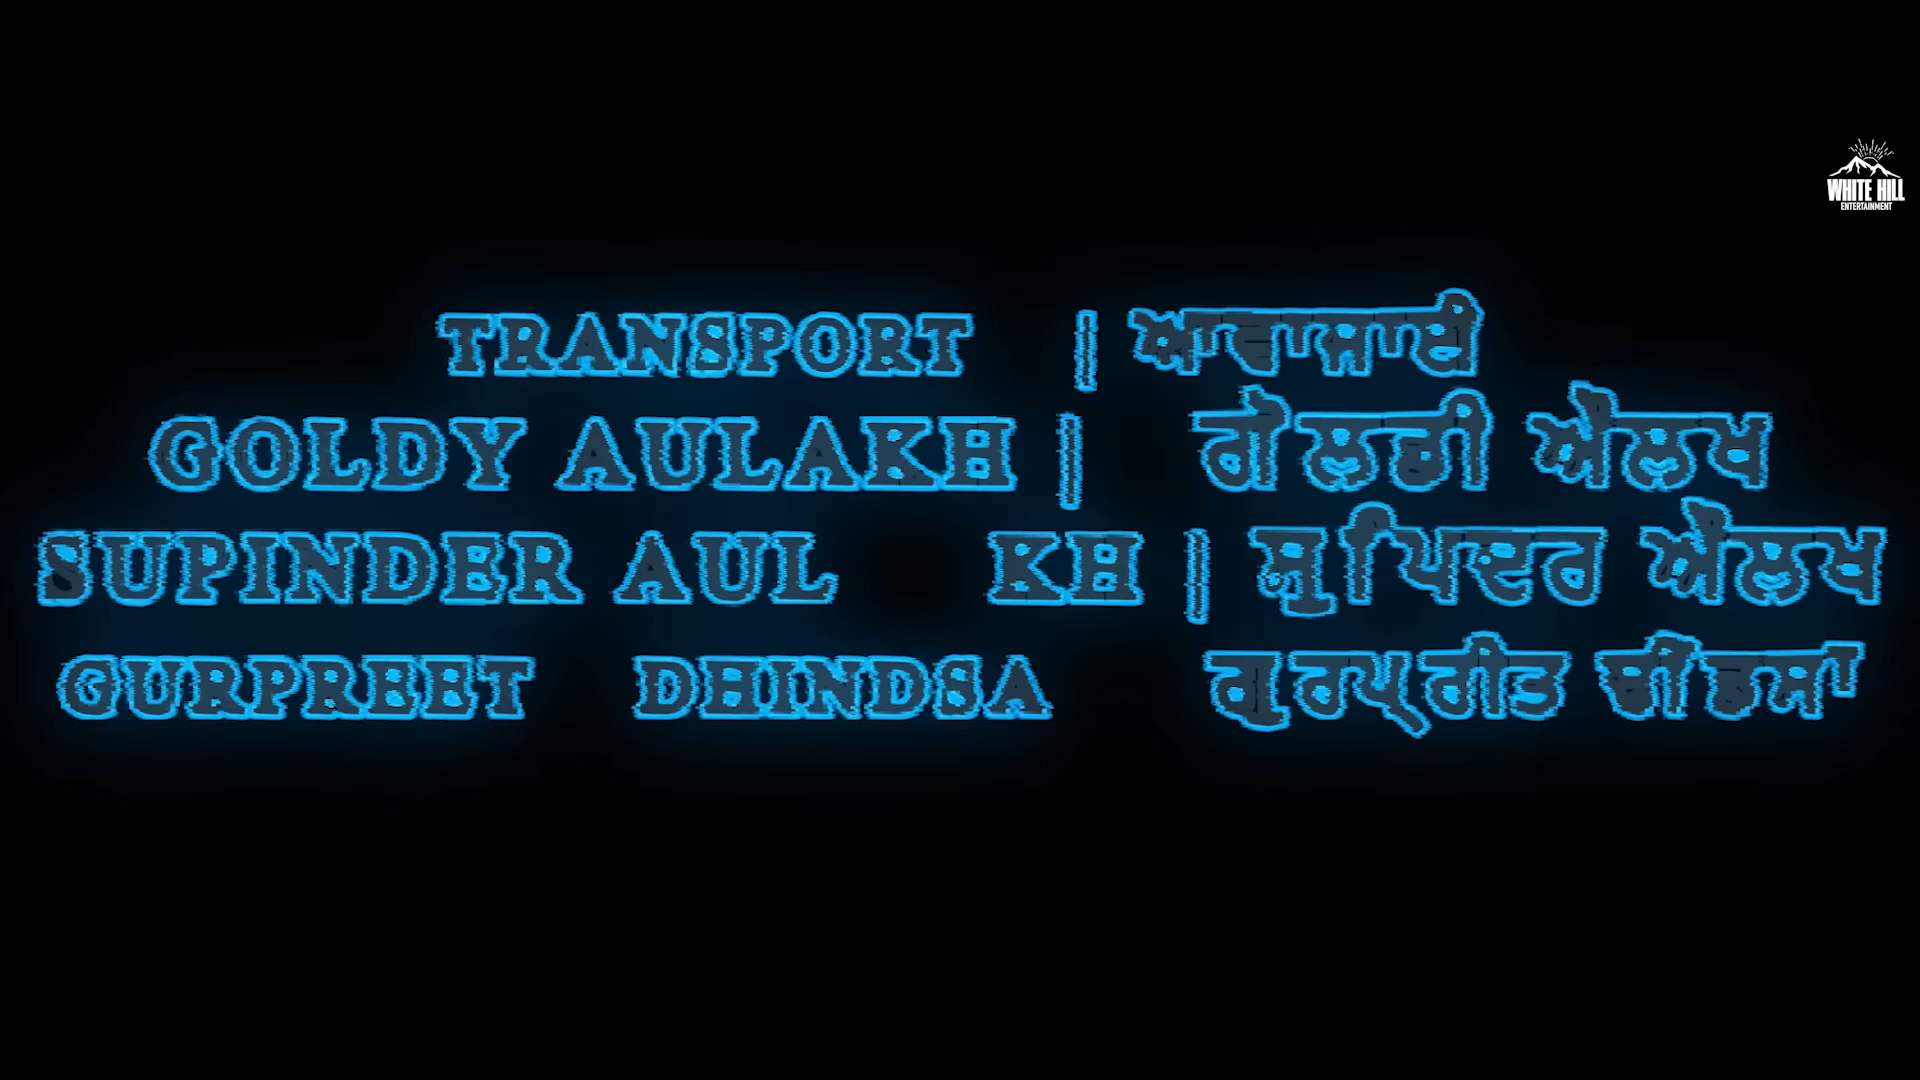 WHITE HILL
ENTERTAINMENT
TRANSPORT | ਆਵਾਜਾਈ
GOLDY AULAKH | ਗੋਲਡੀ ਔਲਖ
SUPINDER AUL KH | ਸੁਪਿੰਦਰ ਔਲਖ
GURPREET DHINDSA ਗੁਰਪ੍ਰੀਤ ਢੀਂਡਸਾ